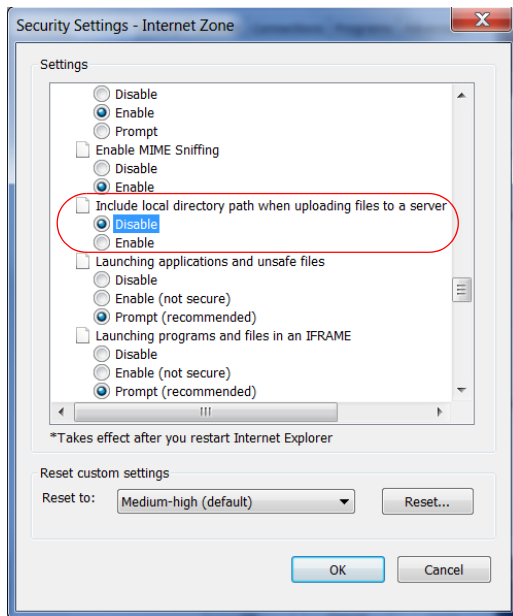 Security Settings - Internet Zone
Settings
Disable
Enable
Prompt
Enable MIME Sniffing
Disable
Enable
Include local directory path when uploading files to a server
Disable
Enable
Launching applications and unsafe files
Disable
Enable (not secure)
Prompt (recommended)
Launching programs and files in an IFRAME
Disable
Enable (not secure)
Prompt (recommended)
*Takes effect after you restart Internet Explorer
Reset custom settings
Reset to: Medium-high (default) Reset...
OK Cancel